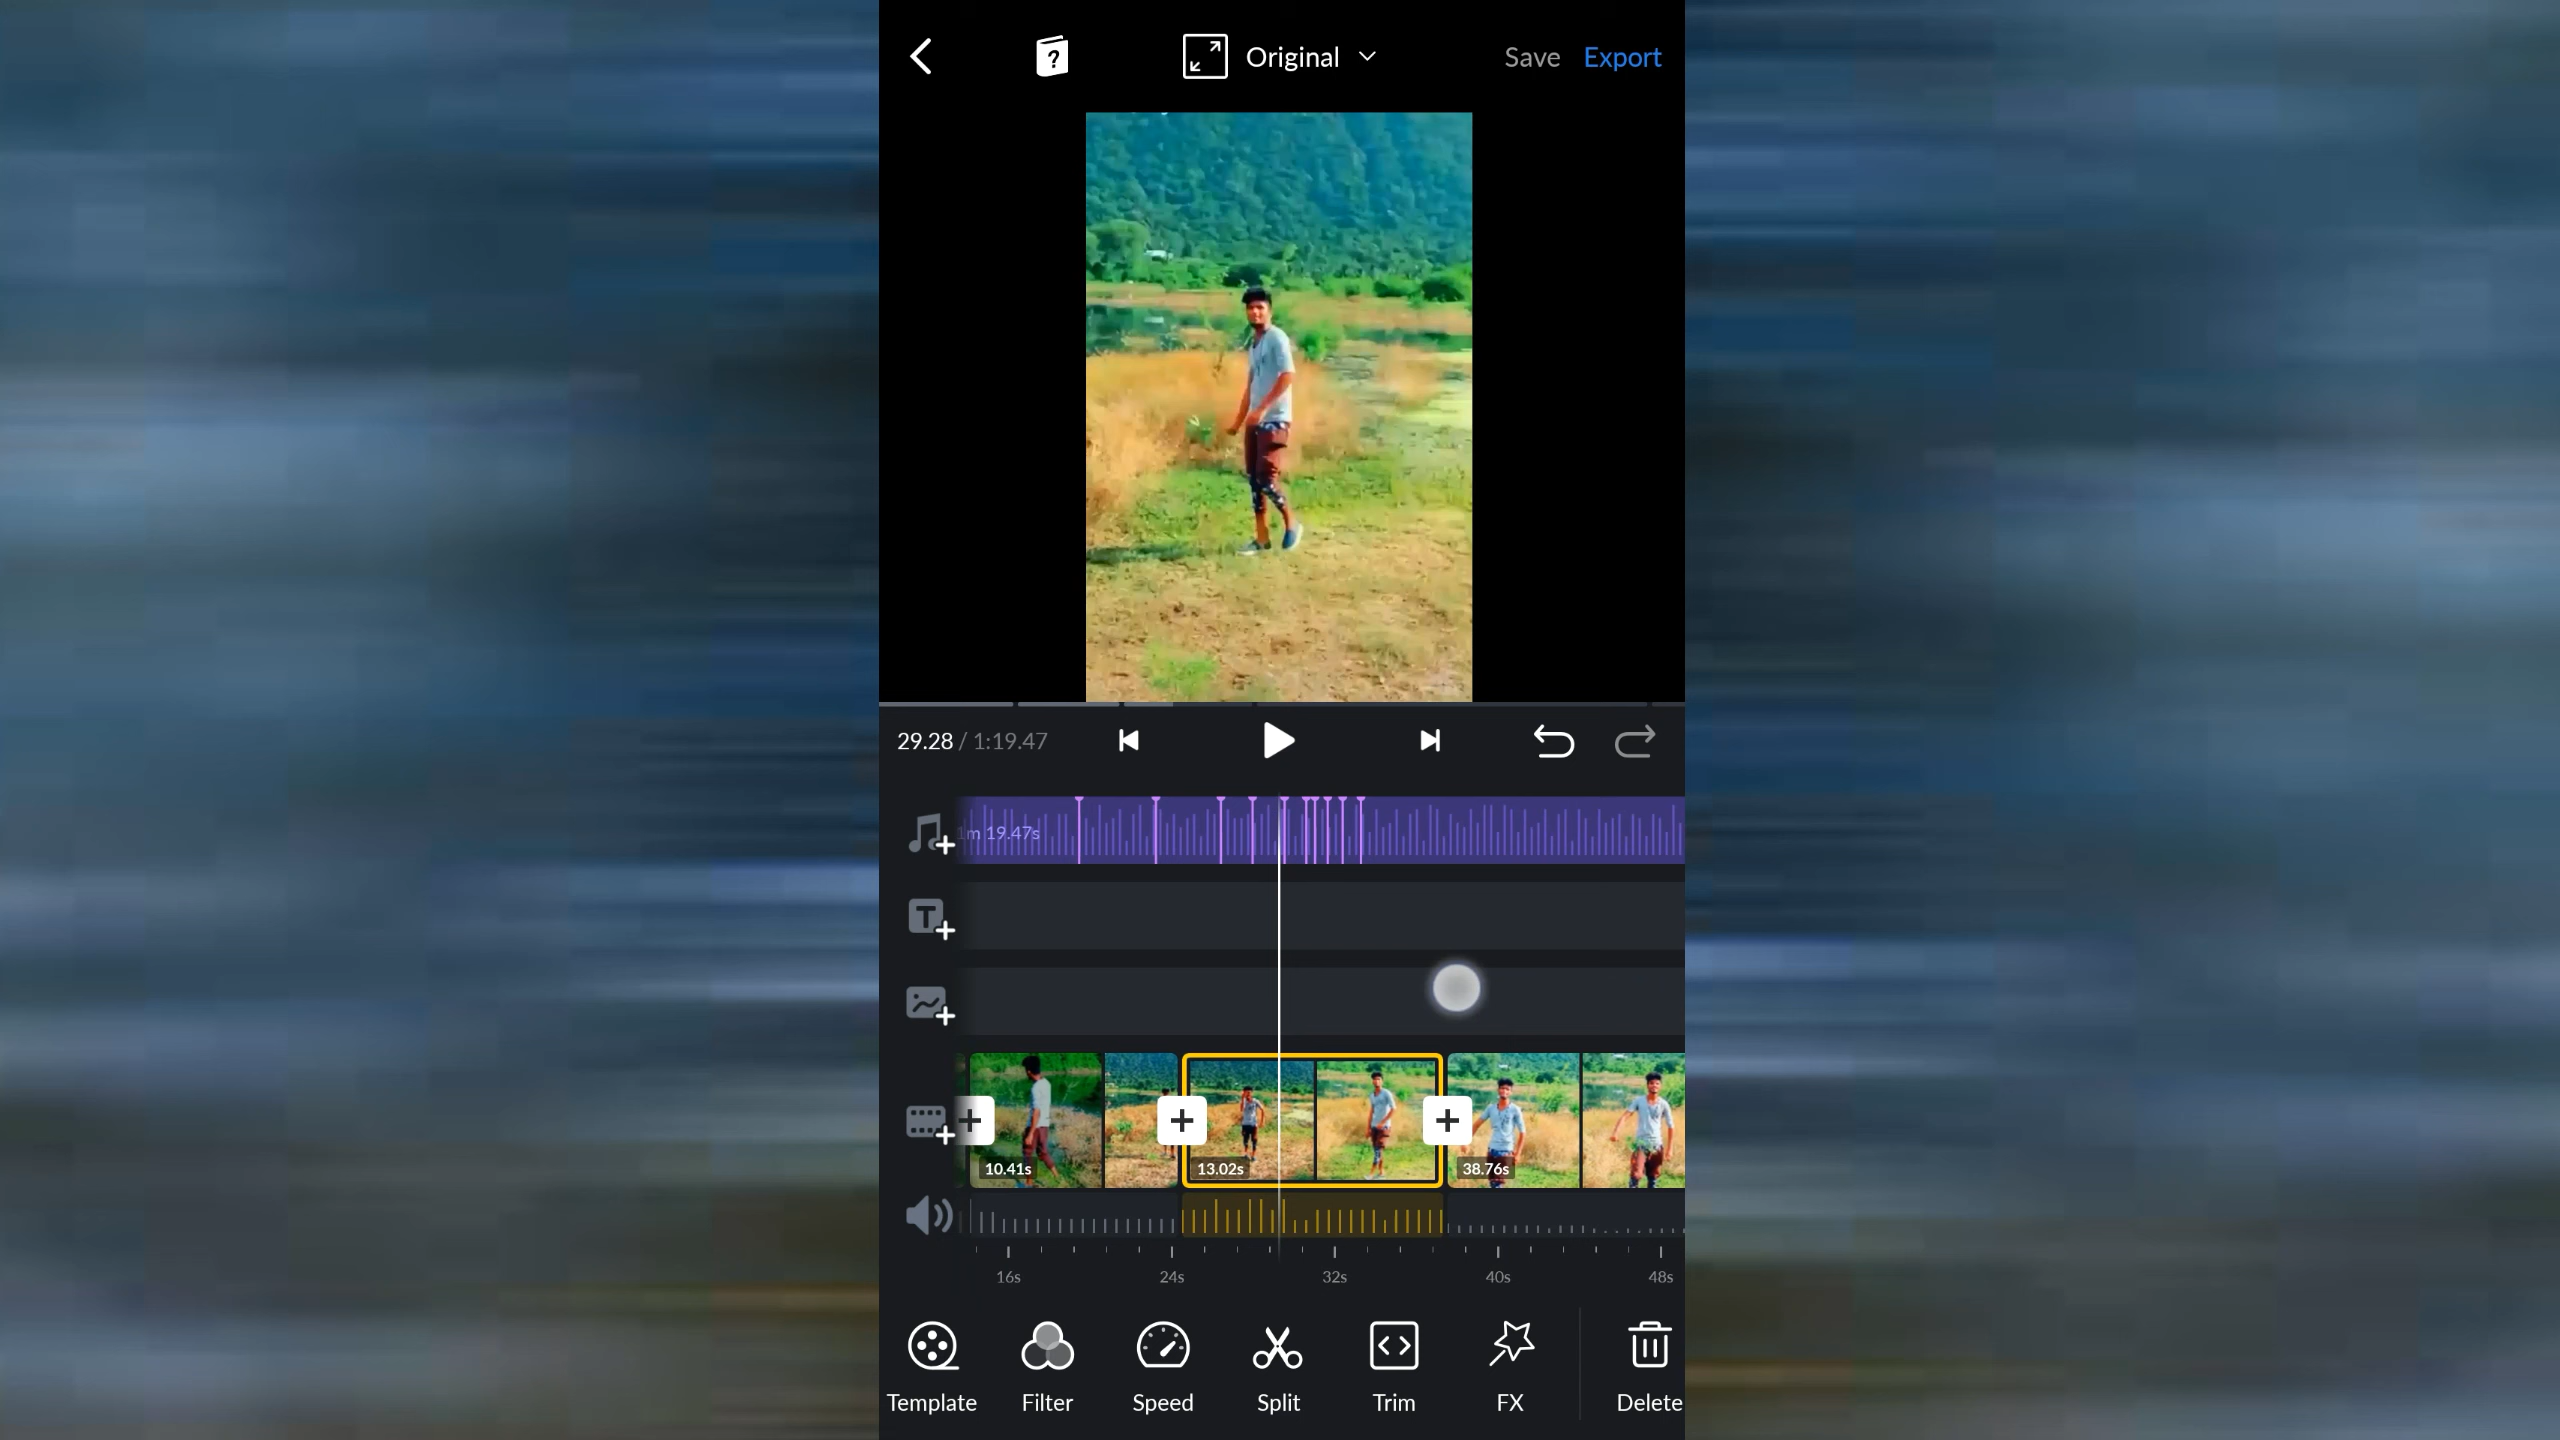 Original
Save Export
29.28 / 1:19.47
1m 19.47s
10.41s 13.02s 38.76s
16s 24s 32s 40s 48s
Template Filter Speed Split Trim FX Delete